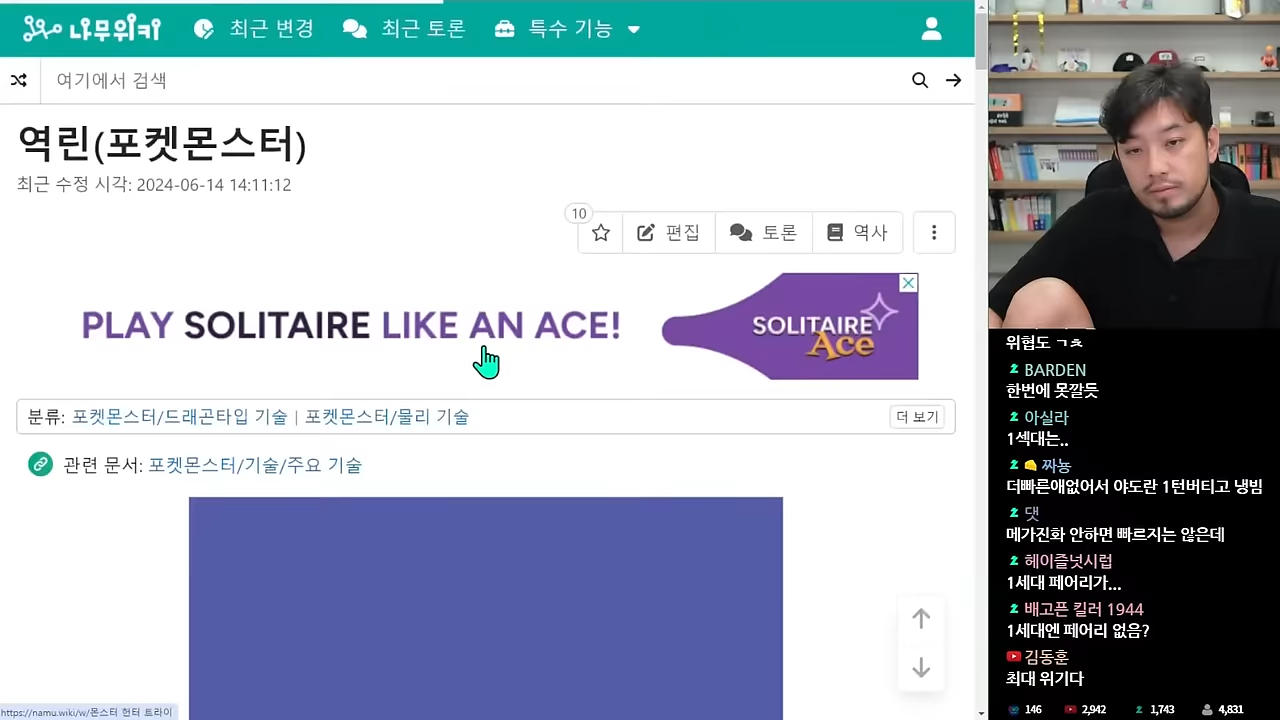 나무위키
최근 변경
최근 토론
특수 기능
여기에서 검색
역린(포켓몬스터)
최근 수정 시각: 2024-06-14 14:11:12
10
편집
토론
역사
PLAY SOLITAIRE LIKE AN ACE!
SOLITAIRE
Ace
분류: 포켓몬스터/드래곤타입 기술 | 포켓몬스터/물리 기술
더 보기
관련 문서: 포켓몬스터/기술/주요 기술
https://namu.wiki/w/몬스터 헌터 트라이
위협도 ㄱㅊ
BARDEN
한번에 못깔듯
아실라
1섹대는..
짜뇽
더빠른애없어서 야도란 1턴버티고 냉빔
댓
메가진화 안하면 빠르지는 않은데
헤이즐넛시럽
1세대 페어리가...
배고픈 킬러 1944
1세대엔 페어리 없음?
김동훈
최대 위기다
146
2,942
1,743
4,831